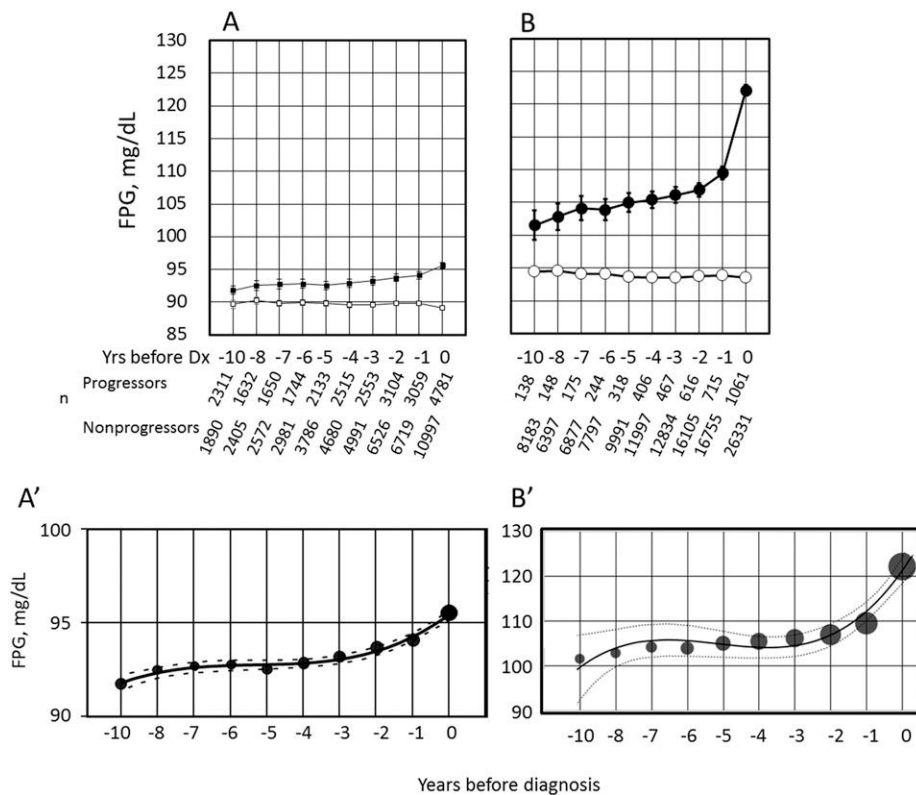 A
B
130
125
120
115
110
105
100
95
90
85
FPG, mg/dL
Yrs before Dx -10 -8 -7 -6 -5 -4 -3 -2 -1 0
-10 -8 -7 -6 -5 -4 -3 -2 -1 0
n
Progressors 2311 1632 1650 1744 2133 2515 2553 3104 3059 4781
138 148 175 244 318 406 467 616 715 1061
Nonprogressors 1890 2405 2572 2981 3786 4680 4991 6526 6719 10997
8183 6397 6877 7797 9991 11997 12834 16105 16755 26331
A'
B'
100
95
90
FPG, mg/dL
-10 -8 -7 -6 -5 -4 -3 -2 -1 0
130
120
110
100
90
-10 -8 -7 -6 -5 -4 -3 -2 -1 0
Years before diagnosis